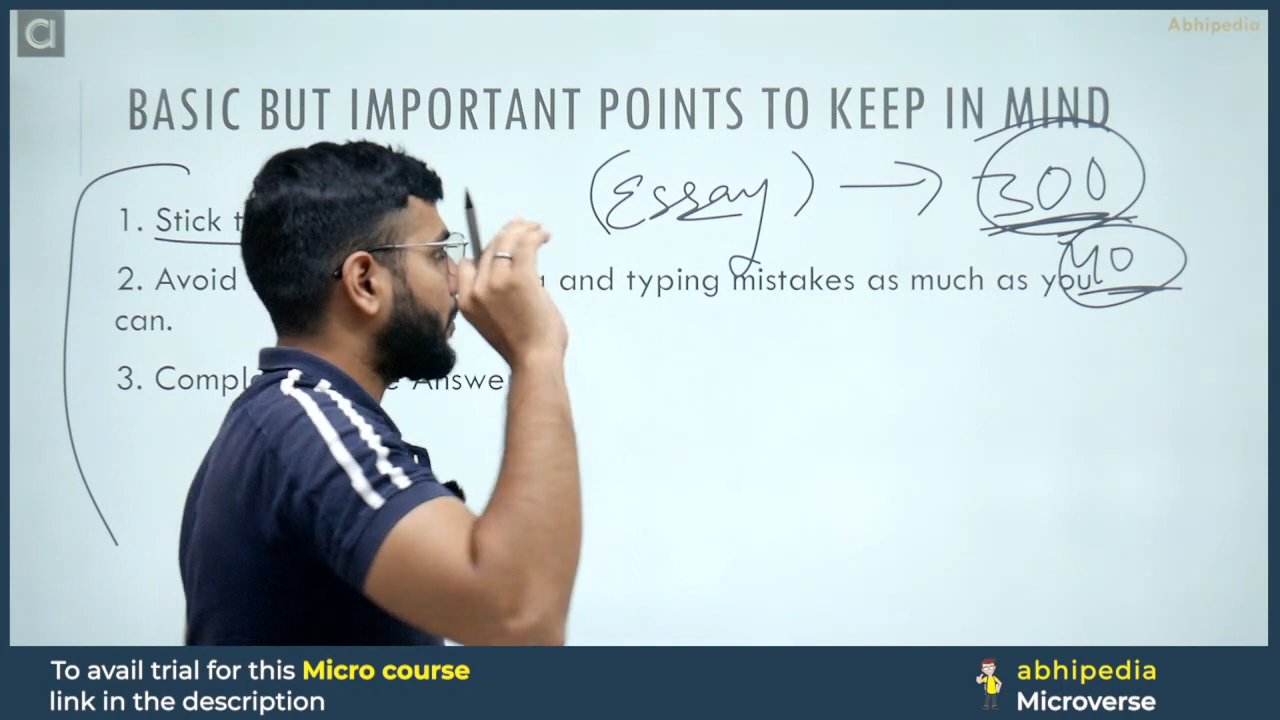 a
Abhipedia
BASIC BUT IMPORTANT POINTS TO KEEP IN MIND
(Essay) → 300
40
1. Stick t
2. Avoid and typing mistakes as much as you
can.
3. Compl Answe
To avail trial for this Micro course
link in the description
abhipedia
Microverse